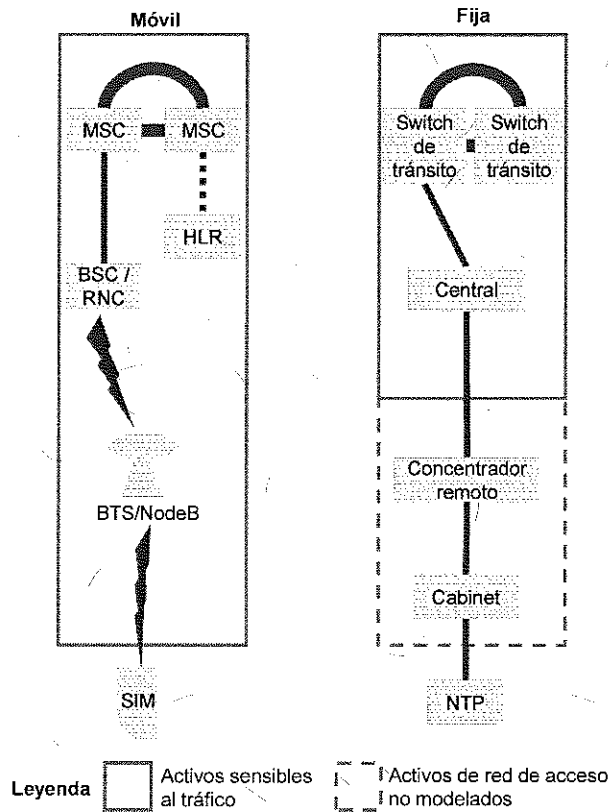 Móvil
MSC
MSC
HLR
BSC /
RNC
BTS/NodeB
SIM
Fija
Switch
de
tránsito
Switch
de
tránsito
Central
Concentrador
remoto
Cabinet
NTP
Leyenda
Activos sensibles
al tráfico
Activos de red de acceso
no modelados